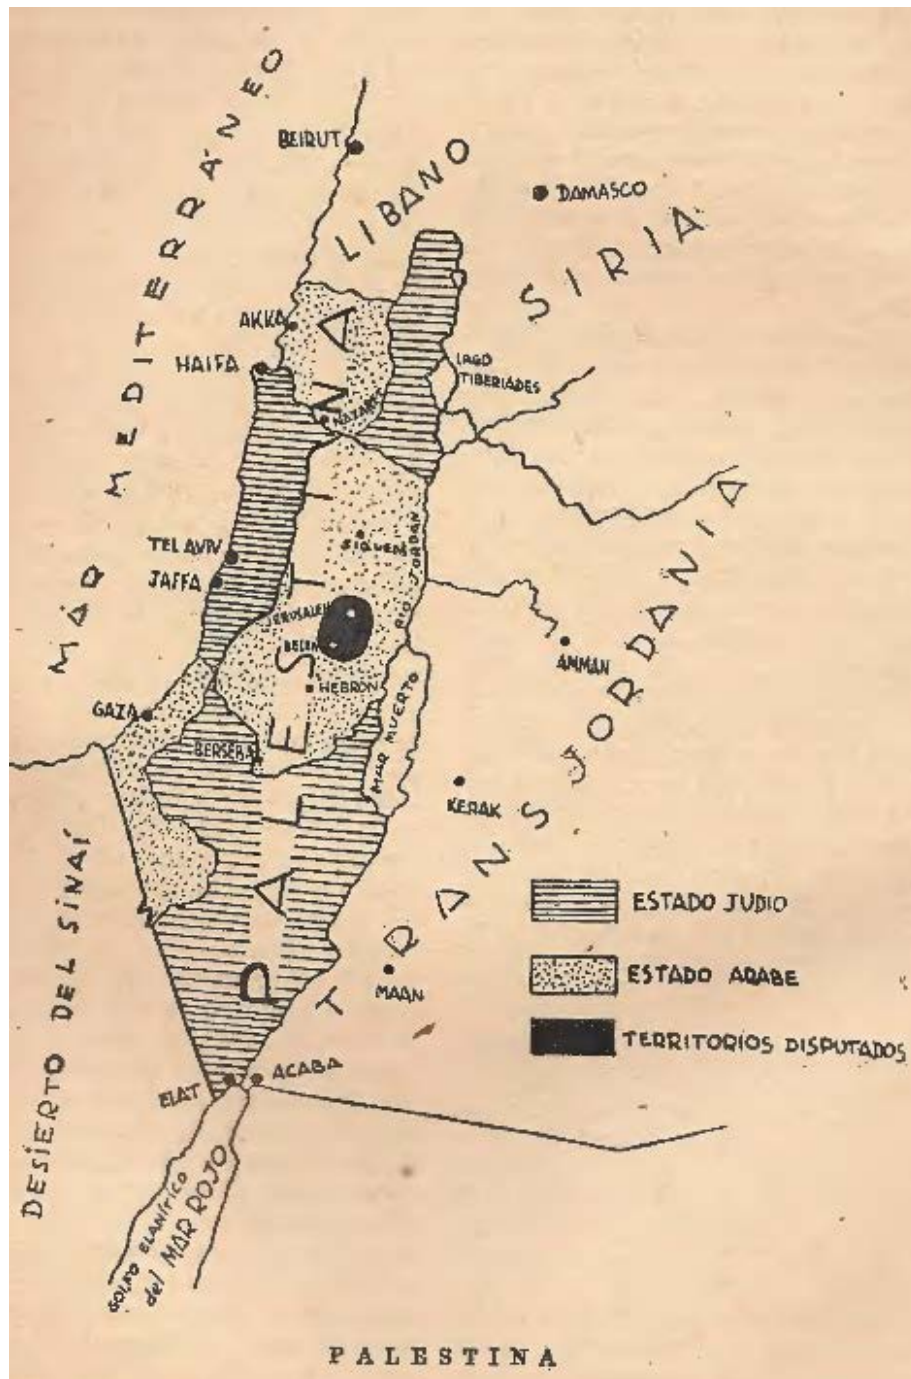 BEIRUT
LIBANO
DAMASCO
SIRIA
MAR MEDITERRÁNEO
AKKA
HAIFA
LAGO
TIBERIADES
NAZARET
TEL AVIV
JAFFA
SIQUEM
RIO JORDAN
JERUSALEN
BELEN
HEBRON
AMMAN
GAZA
BERSEBA
MAR MUERTO
KERAK
TRANSJORDANIA
PALESTINA
DESIERTO DEL SINAÍ
MAAN
ESTADO JUDIO
ESTADO ARABE
TERRITORIOS DISPUTADOS
ELAT
ACABA
GOLFO ELANÍTICO
del MAR ROJO
PALESTINA